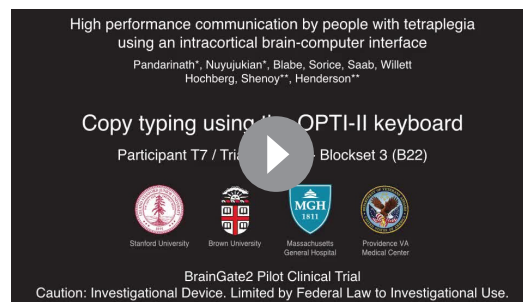 High performance communication by people with tetraplegia
using an intracortical brain-computer interface
Pandarinath*, Nuyujukian*, Blabe, Sorice, Saab, Willett
Hochberg, Shenoy**, Henderson**
Copy typing using OPTI-II keyboard
Participant T7 / - Blockset 3 (B22)
MGH
1811
Stanford University
Brown University
Massachusetts
General Hospital
Providence VA
Medical Center
BrainGate2 Pilot Clinical Trial
Caution: Investigational Device. Limited by Federal Law to Investigational Use.